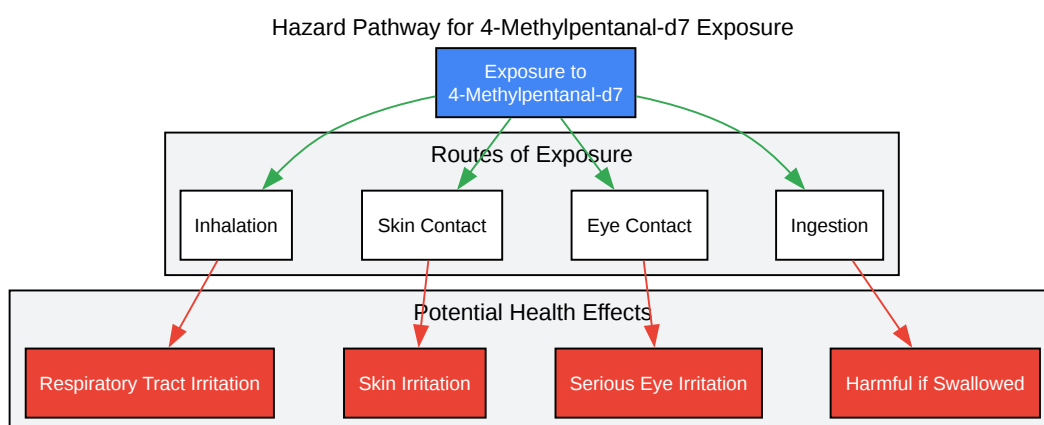 Hazard Pathway for 4-Methylpentanal-d7 Exposure
Exposure to
4-Methylpentanal-d7
Routes of Exposure
Inhalation
Skin Contact
Eye Contact
Ingestion
Potential Health Effects
Respiratory Tract Irritation
Skin Irritation
Serious Eye Irritation
Harmful if Swallowed